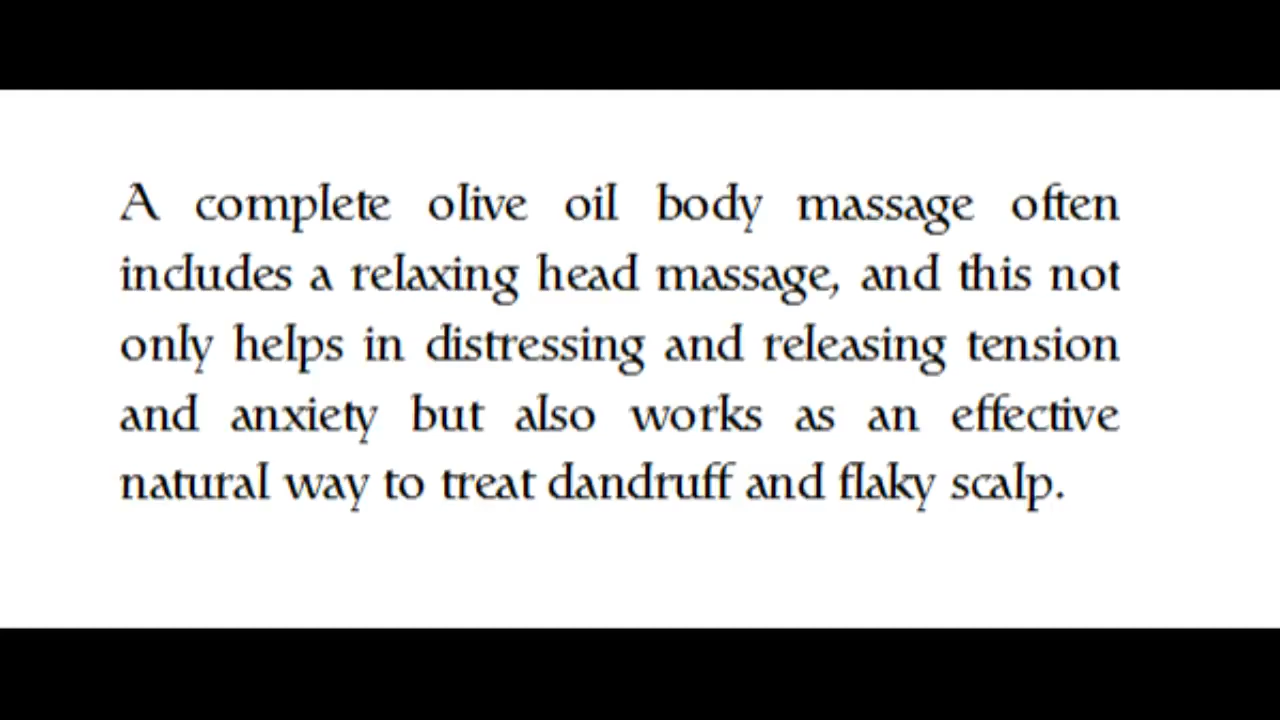 A complete olive oil body massage often
includes a relaxing head massage, and this not
only helps in distressing and releasing tension
and anxiety but also works as an effective
natural way to treat dandruff and flaky scalp.